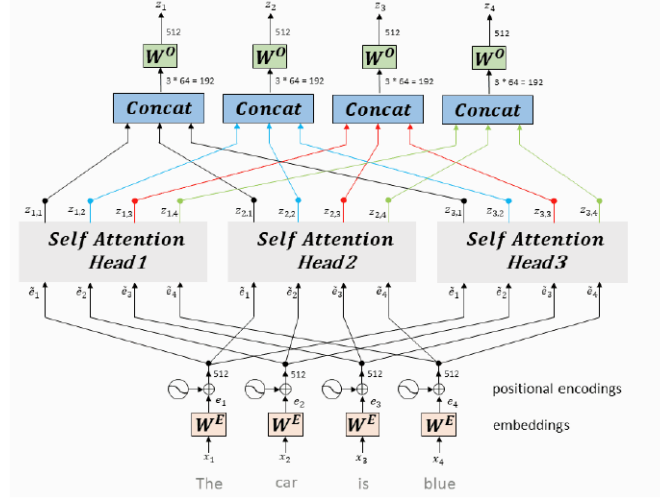 z₁ z₂ z₃ z₄
512 512 512 512
W^O W^O W^O W^O
3 * 64 = 192 3 * 64 = 192 3 * 64 = 192 3 * 64 = 192
Concat Concat Concat Concat
z₁,₁ z₁,₂ z₁,₃ z₁,₄ z₂,₁ z₂,₂ z₂,₃ z₂,₄ z₃,₁ z₃,₂ z₃,₃ z₃,₄
Self Attention Self Attention Self Attention
Head 1 Head 2 Head 3
ẽ₁ ẽ₂ ẽ₃ ẽ₄ ẽ₁ ẽ₂ ẽ₃ ẽ₄ ẽ₁ ẽ₂ ẽ₃ ẽ₄
512 512 512 512
positional encodings
e₁ e₂ e₃ e₄
W^E W^E W^E W^E embeddings
x₁ x₂ x₃ x₄
The car is blue